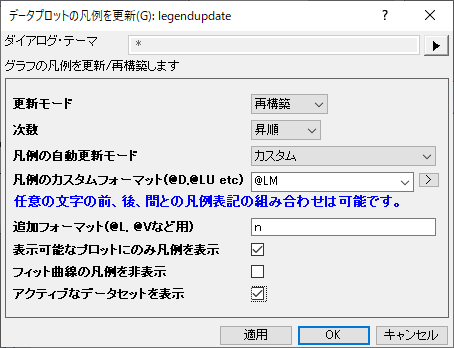 データプロットの凡例を更新(G): legendupdate
ダイアログ・テーマ *
グラフの凡例を更新/再構築します
更新モード 再構築
次数 昇順
凡例の自動更新モード カスタム
凡例のカスタムフォーマット(@D,@LU etc) @LM
任意の文字の前、後、間との凡例表記の組み合わせは可能です。
追加フォーマット(@L, @Vなど用) n
表示可能なプロットにのみ凡例を表示
フィット曲線の凡例を非表示
アクティブなデータセットを表示
適用 OK キャンセル